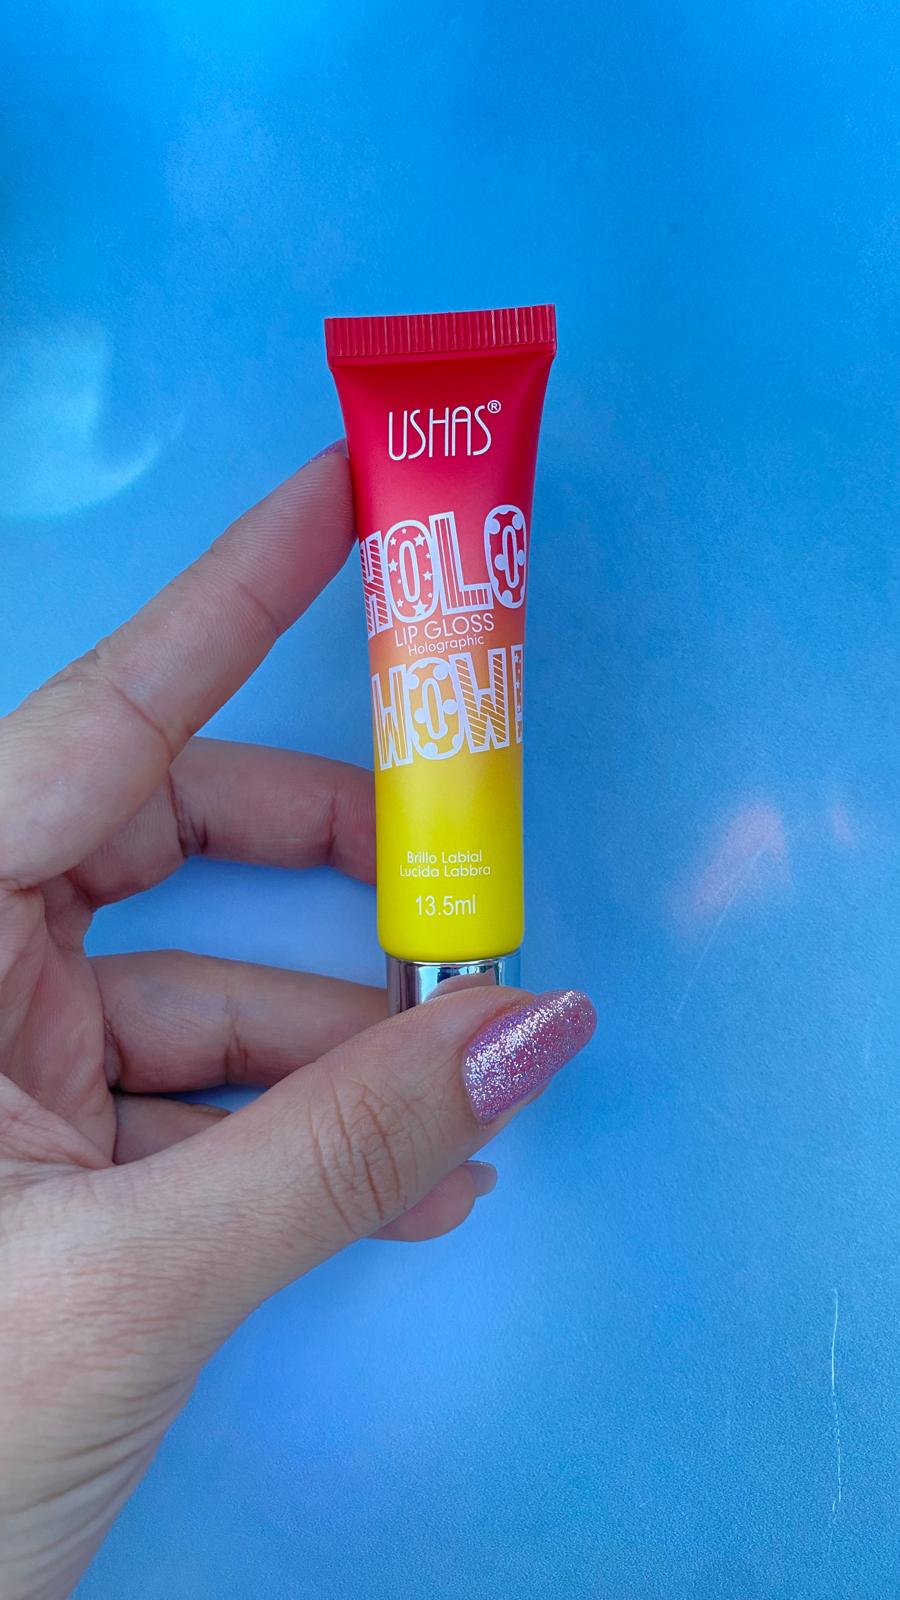 USHAS®
HOLO
LIP GLOSS
Holographic
WOW!
Brillo Labial
Lucida Labbra
13.5ml